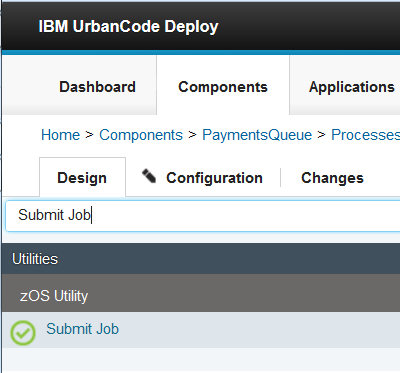 IBM UrbanCode Deploy
Dashboard Components Applications
Home > Components > PaymentsQueue > Processes
Design Configuration Changes
Submit Job
Utilities
zOS Utility
Submit Job